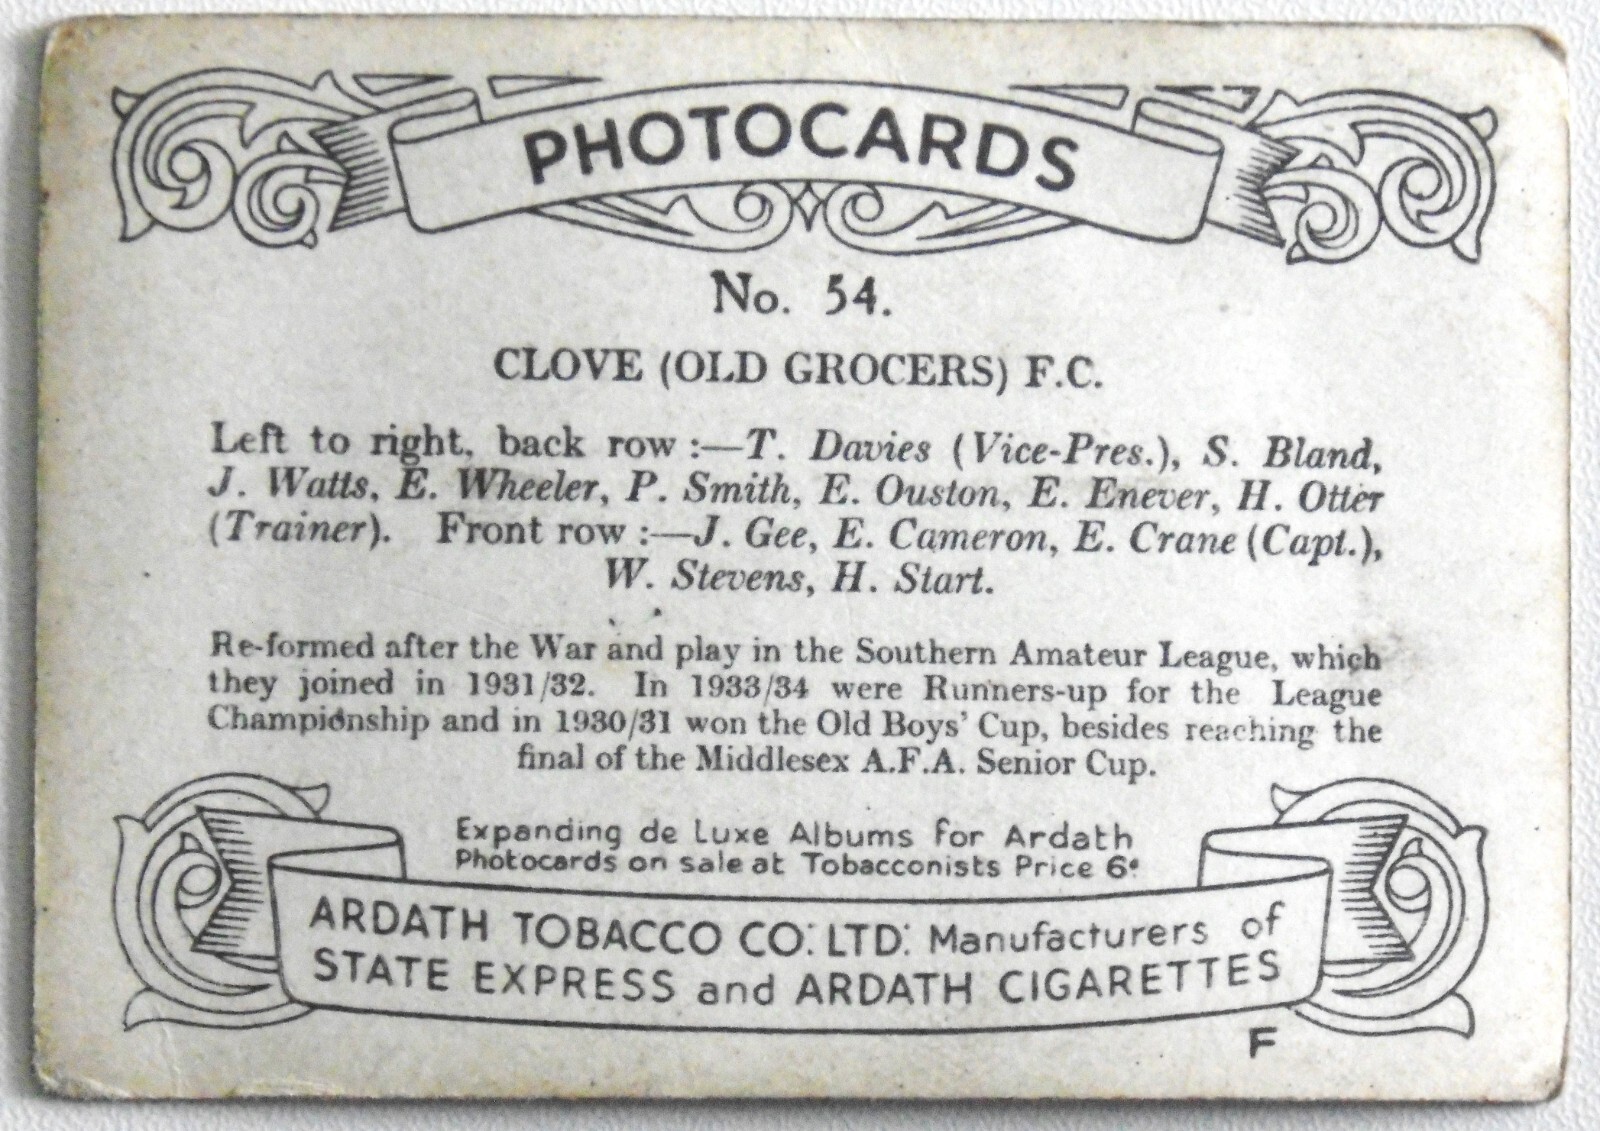 PHOTOCARDS
No. 54.
CLOVE (OLD GROCERS) F.C.
Left to right, back row :—T. Davies (Vice-Pres.), S. Bland,
J. Watts, E. Wheeler, P. Smith, E. Ouston, E. Enever, H. Otter
(Trainer). Front row :—J. Gee, E. Cameron, E. Crane (Capt.),
W. Stevens, H. Start.
Re-formed after the War and play in the Southern Amateur League, which
they joined in 1931/32. In 1933/34 were Runners-up for the League
Championship and in 1930/31 won the Old Boys' Cup, besides reaching the
final of the Middlesex A.F.A. Senior Cup.
Expanding de Luxe Albums for Ardath
Photocards on sale at Tobacconists Price 6ᵈ
ARDATH TOBACCO CO. LTD. Manufacturers of
STATE EXPRESS and ARDATH CIGARETTES
F